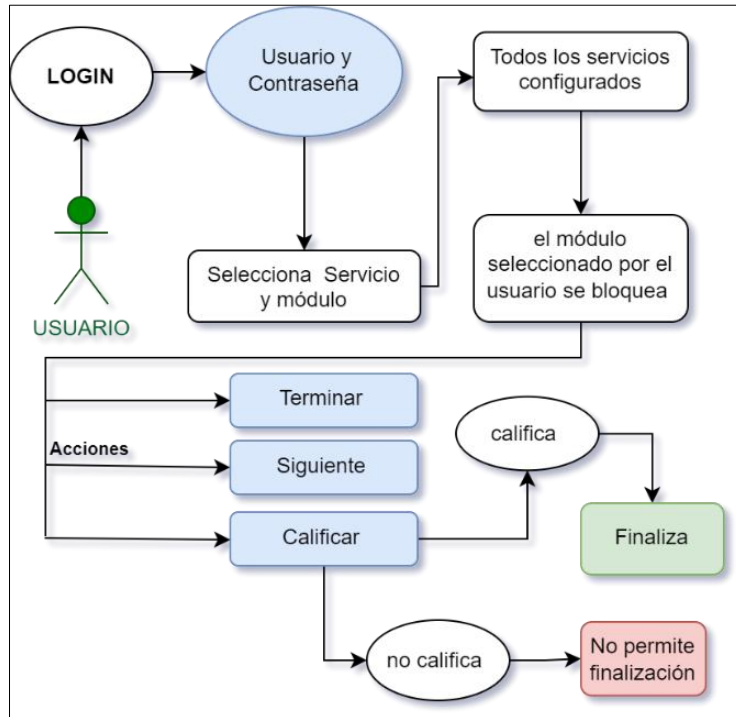 LOGIN
Usuario y
Contraseña
Todos los servicios
configurados
USUARIO
Selecciona Servicio
y módulo
el módulo
seleccionado por el
usuario se bloquea
Acciones
Terminar
Siguiente
Calificar
califica
Finaliza
no califica
No permite
finalización